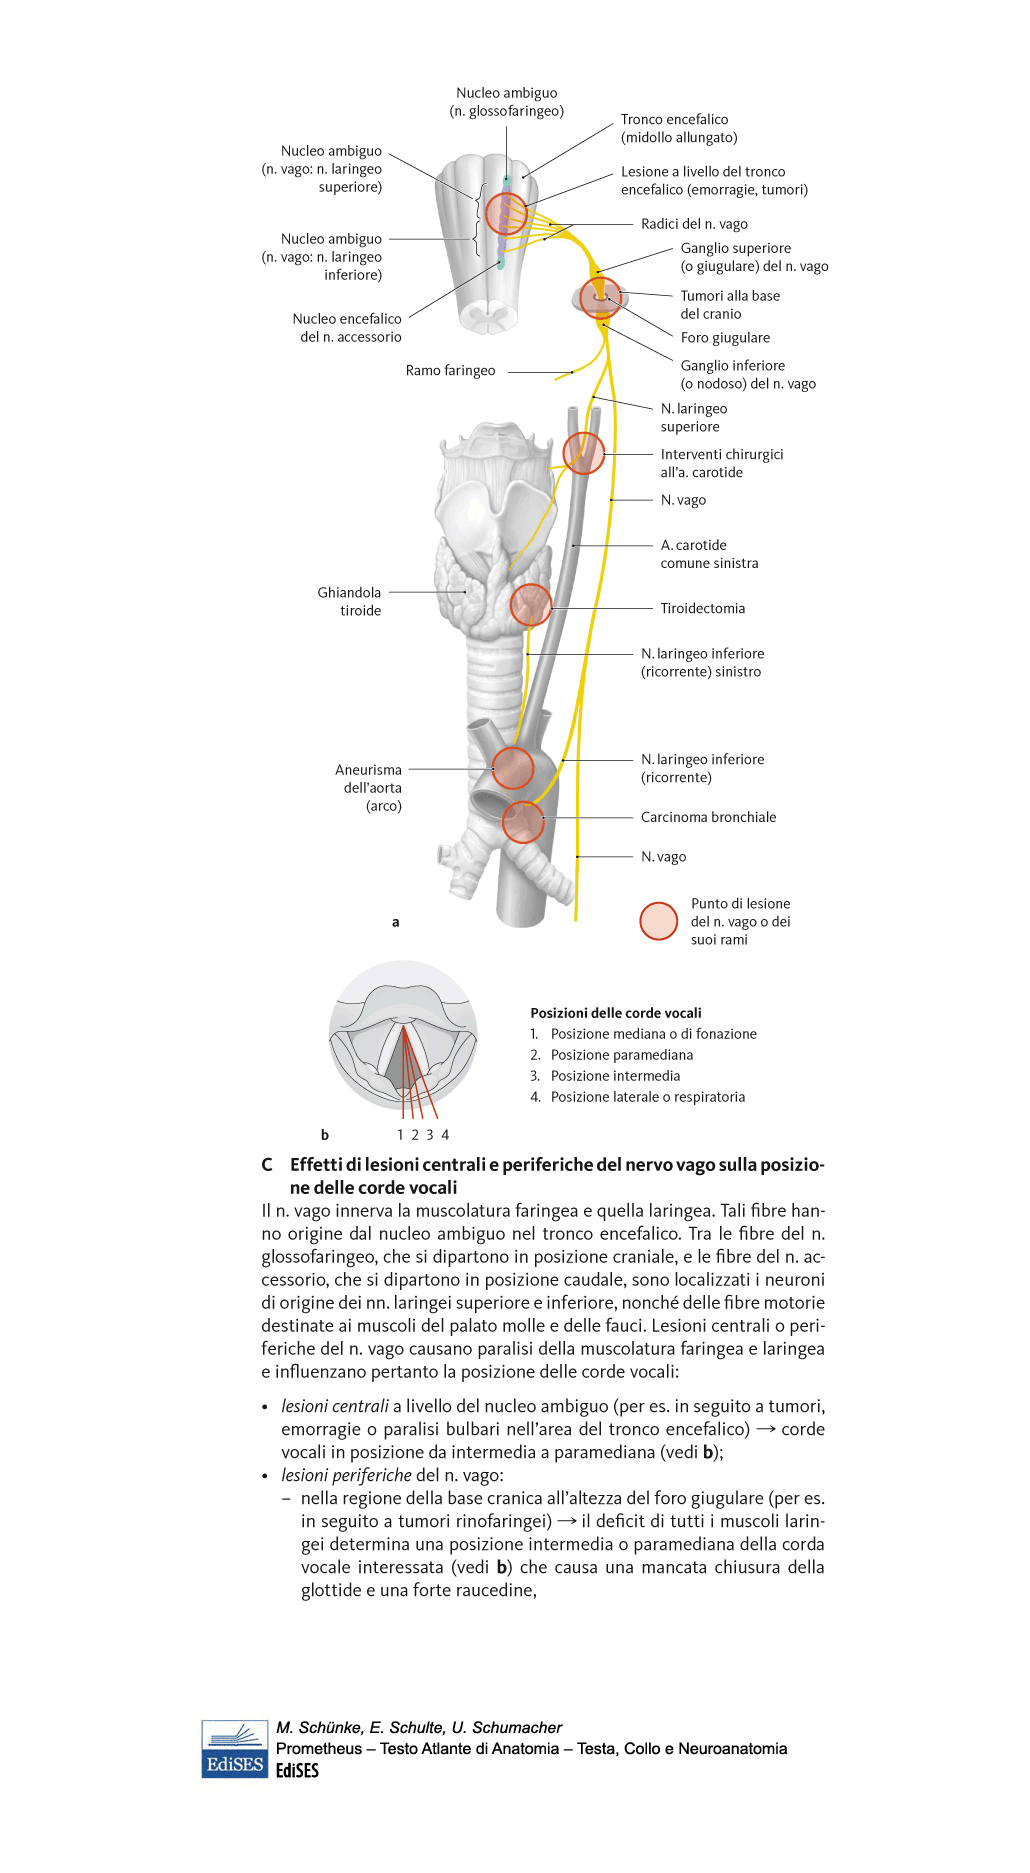 Nucleo ambiguo
(n. glossofaringeo)
Tronco encefalico
(midollo allungato)
Nucleo ambiguo
(n. vago: n. laringeo
superiore)
Lesione a livello del tronco
encefalico (emorragie, tumori)
Radici del n. vago
Nucleo ambiguo
(n. vago: n. laringeo
inferiore)
Ganglio superiore
(o giugulare) del n. vago
Tumori alla base
del cranio
Nucleo encefalico
del n. accessorio
Foro giugulare
Ganglio inferiore
(o nodoso) del n. vago
Ramo faringeo
N. laringeo
superiore
Interventi chirurgici
all'a. carotide
N. vago
A. carotide
comune sinistra
Ghiandola
tiroide
Tiroidectomia
N. laringeo inferiore
(ricorrente) sinistro
Aneurisma
dell'aorta
(arco)
N. laringeo inferiore
(ricorrente)
Carcinoma bronchiale
N. vago
Punto di lesione
del n. vago o dei
suoi rami
a
Posizioni delle corde vocali
1. Posizione mediana o di fonazione
2. Posizione paramediana
3. Posizione intermedia
4. Posizione laterale o respiratoria
b
1 2 3 4
C Effetti di lesioni centrali e periferiche del nervo vago sulla posizio-
ne delle corde vocali
Il n. vago innerva la muscolatura faringea e quella laringea. Tali fibre han-
no origine dal nucleo ambiguo nel tronco encefalico. Tra le fibre del n.
glossofaringeo, che si dipartono in posizione craniale, e le fibre del n. ac-
cessorio, che si dipartono in posizione caudale, sono localizzati i neuroni
di origine dei nn. laringei superiore e inferiore, nonché delle fibre motorie
destinate ai muscoli del palato molle e delle fauci. Lesioni centrali o peri-
feriche del n. vago causano paralisi della muscolatura faringea e laringea
e influenzano pertanto la posizione delle corde vocali:
• lesioni centrali a livello del nucleo ambiguo (per es. in seguito a tumori,
emorragie o paralisi bulbari nell'area del tronco encefalico) → corde
vocali in posizione da intermedia a paramediana (vedi b);
• lesioni periferiche del n. vago:
– nella regione della base cranica all'altezza del foro giugulare (per es.
in seguito a tumori rinofaringei) → il deficit di tutti i muscoli larin-
gei determina una posizione intermedia o paramediana della corda
vocale interessata (vedi b) che causa una mancata chiusura della
glottide e una forte raucedine,
EdiSES
M. Schünke, E. Schulte, U. Schumacher
Prometheus – Testo Atlante di Anatomia – Testa, Collo e Neuroanatomia
EdiSES